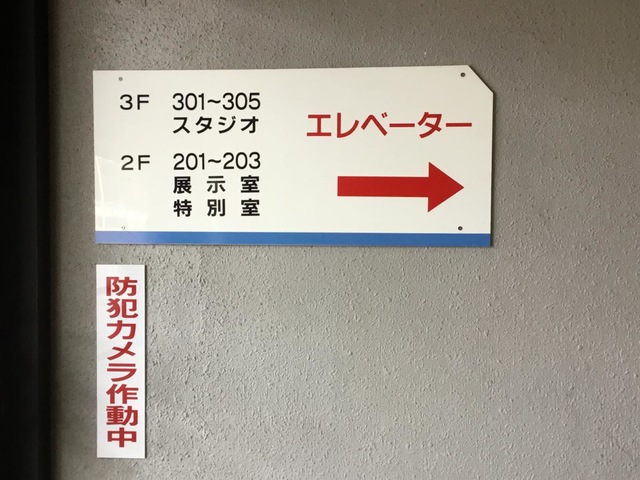 3F 301~305
スタジオ
2F 201~203
展示室
特別室
エレベーター
防犯カメラ作動中